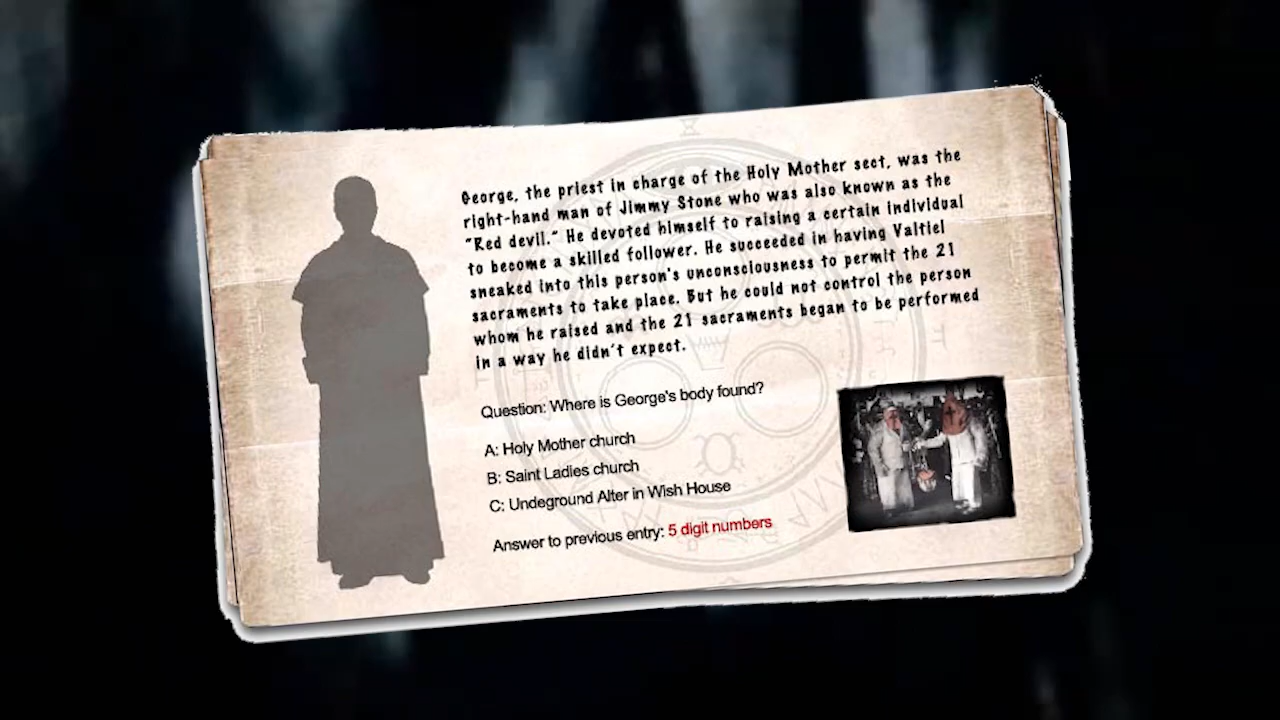 George, the priest in charge of the Holy Mother sect, was the
right-hand man of Jimmy Stone who was also known as the
"Red devil." He devoted himself to raising a certain individual
to become a skilled follower. He succeeded in having Valtiel
sneaked into this person's unconsciousness to permit the 21
sacraments to take place. But he could not control the person
whom he raised and the 21 sacraments began to be performed
in a way he didn't expect.
Question: Where is George's body found?
A: Holy Mother church
B: Saint Ladies church
C: Undeground Alter in Wish House
Answer to previous entry: 5 digit numbers